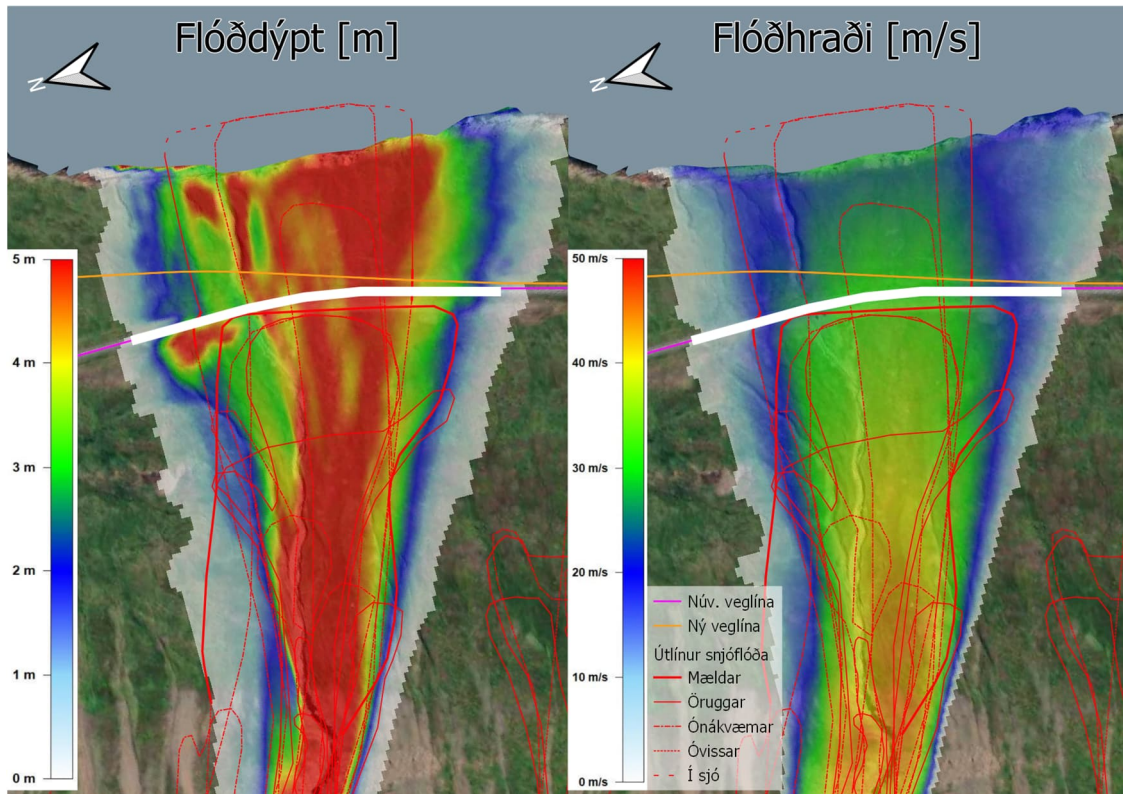 Flóðdýpt [m]
N
5 m
4 m
3 m
2 m
1 m
0 m
Flóðhraði [m/s]
N
50 m/s
40 m/s
30 m/s
20 m/s
10 m/s
0 m/s
Núv. veglína
Ný veglína
Útlínur snjóflóða
Mældar
Öruggar
Ónákvæmar
Óvissar
Í sjó